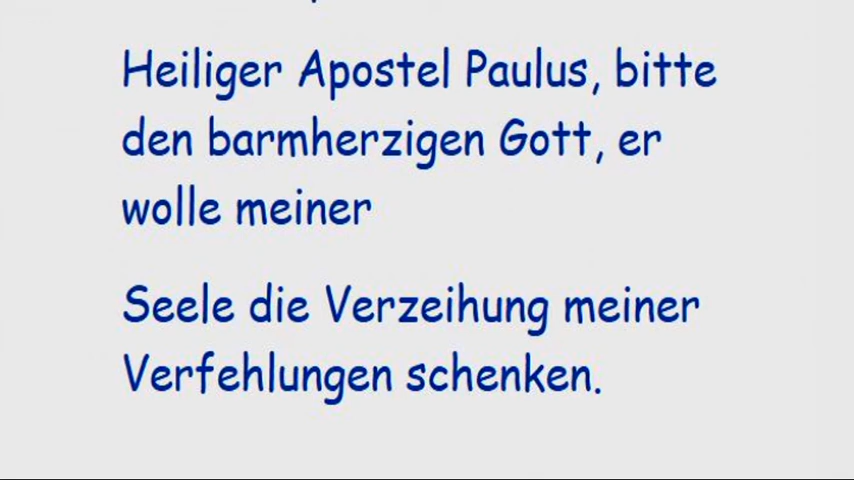 Heiliger Apostel Paulus, bitte
den barmherzigen Gott, er
wolle meiner
Seele die Verzeihung meiner
Verfehlungen schenken.